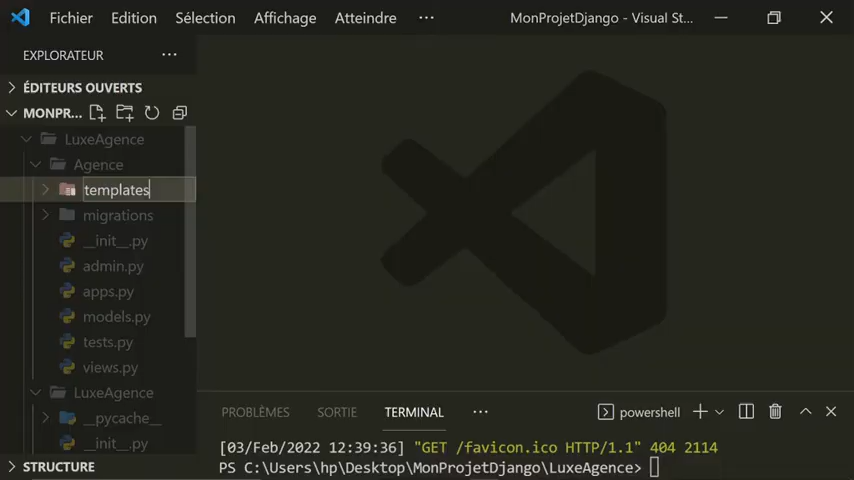 Fichier Edition Sélection Affichage Atteindre ··· MonProjetDjango - Visual St...
EXPLORATEUR ···
ÉDITEURS OUVERTS
MONPR...
LuxeAgence
Agence
templates
migrations
__init__.py
admin.py
apps.py
models.py
tests.py
views.py
LuxeAgence
__pycache__
__init__.py
STRUCTURE
PROBLÈMES SORTIE TERMINAL ··· powershell
[03/Feb/2022 12:39:36] "GET /favicon.ico HTTP/1.1" 404 2114
PS C:\Users\hp\Desktop\MonProjetDjango\LuxeAgence>